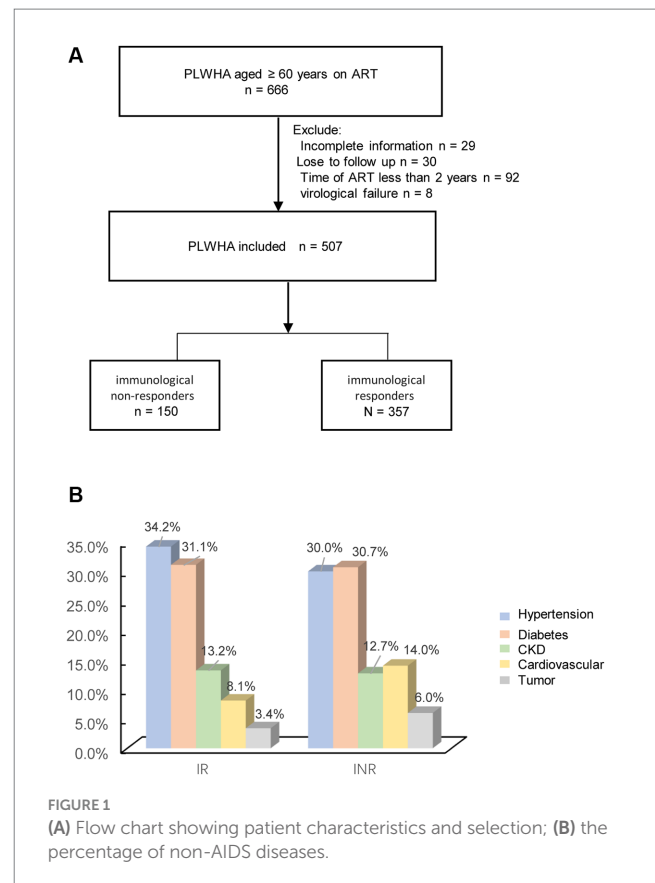 A
PLWHA aged ≥ 60 years on ART
n = 666
Exclude:
Incomplete information n = 29
Lose to follow up n = 30
Time of ART less than 2 years n = 92
virological failure n = 8
PLWHA included n = 507
immunological
non-responders
n = 150
immunological
responders
N = 357
B
35.0%
30.0%
25.0%
20.0%
15.0%
10.0%
5.0%
0.0%
34.2%
31.1%
13.2%
8.1%
3.4%
30.0%
30.7%
12.7%
14.0%
6.0%
IR
INR
Hypertension
Diabetes
CKD
Cardiovascular
Tumor
FIGURE 1
(A) Flow chart showing patient characteristics and selection; (B) the
percentage of non-AIDS diseases.